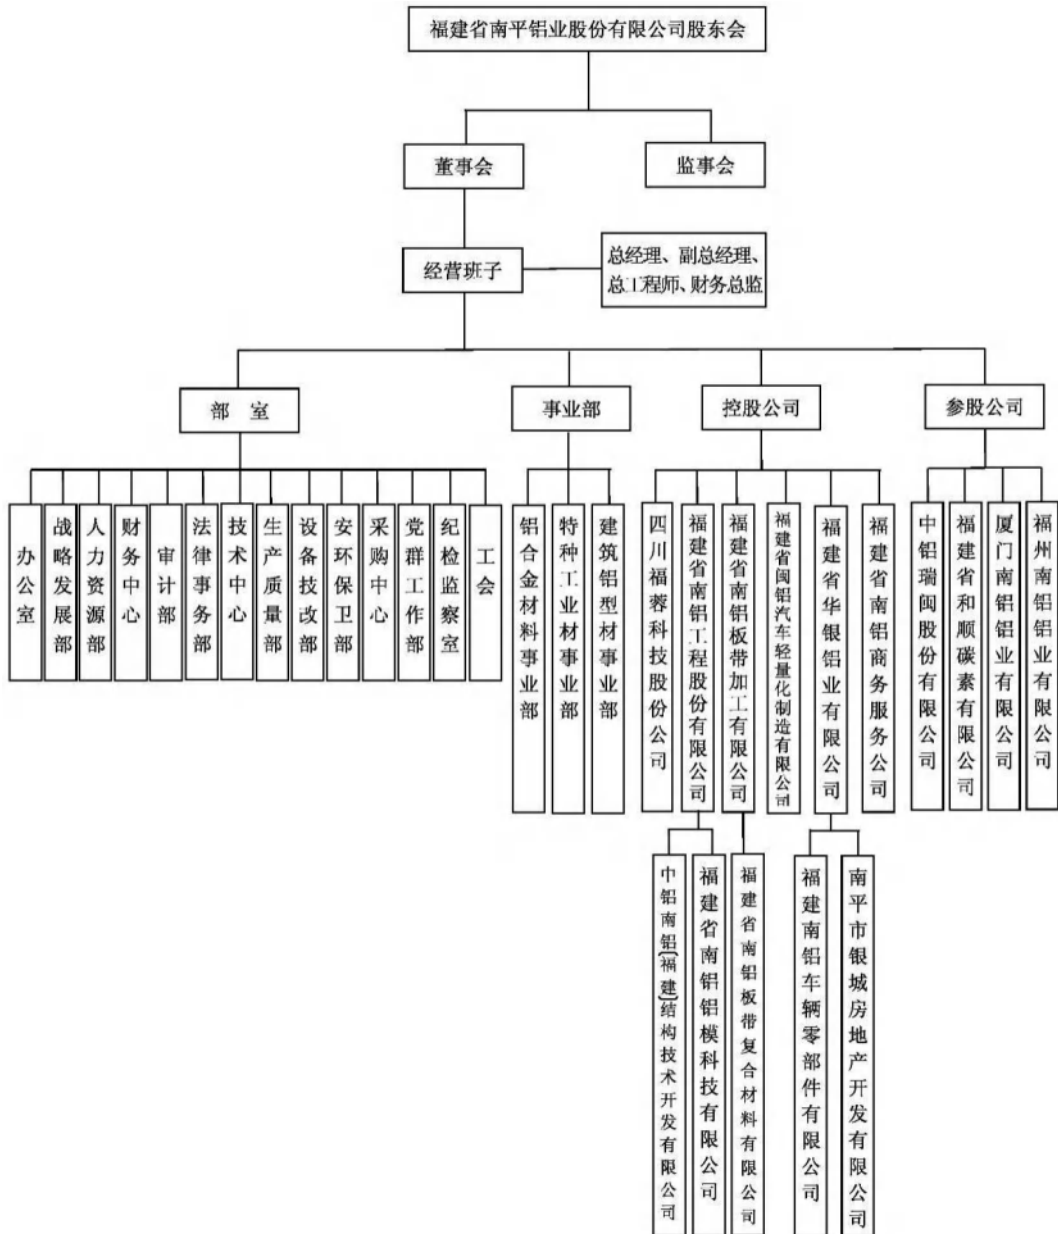 福建省南平铝业股份有限公司股东会
董事会
监事会
经营班子
总经理、副总经理、
总工程师、财务总监
部 室
事业部
控股公司
参股公司
办公室
战略发展部
人力资源部
财务中心
审计部
法律事务部
技术中心
生产质量部
设备技改部
安环保卫部
采购中心
党群工作部
纪检监察室
工会
铝合金材料事业部
特种工业材事业部
建筑铝型材事业部
四川福蓉科技股份公司
福建省南铝工程股份有限公司
福建省南铝板带加工有限公司
福建省闽铝汽车轻量化制造有限公司
福建省华银铝业有限公司
福建省南铝商务服务公司
中铝瑞闽股份有限公司
福建省和顺碳素有限公司
厦门南铝铝业有限公司
福州南铝铝业有限公司
中铝南铝(福建)结构技术开发有限公司
福建省南铝铝模科技有限公司
福建省南铝板带复合材料有限公司
福建南铝车辆零部件有限公司
南平市银城房地产开发有限公司